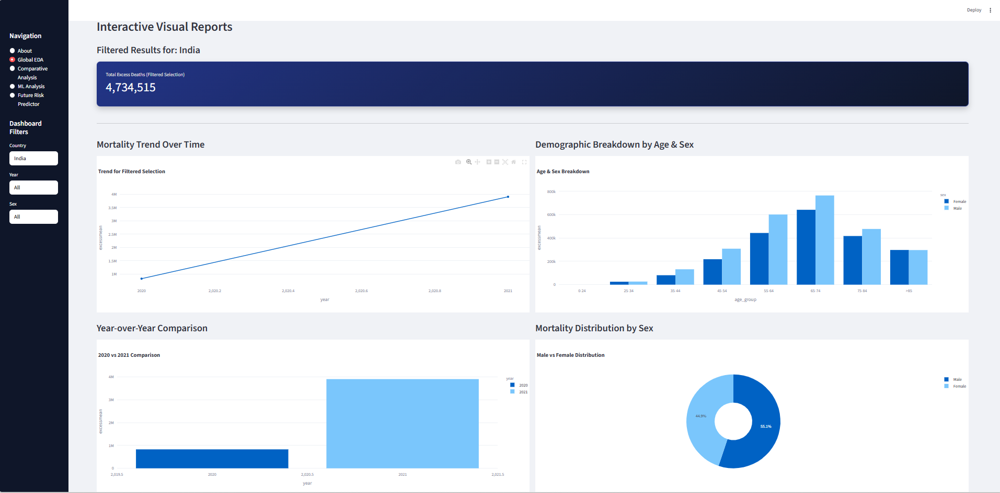 Deploy
Navigation
About
Global EDA
Comparative
Analysis
ML Analysis
Future Risk
Predictor
Dashboard
Filters
Country
India
Year
All
Sex
All
Interactive Visual Reports
Filtered Results for: India
Total Excess Deaths (Filtered Selection)
4,734,515
Mortality Trend Over Time
Trend for Filtered Selection
4M
3.5M
3M
2.5M
2M
1.5M
1M
excessmean
2020 2,020.2 2,020.4 2,020.6 2,020.8 2021
year
Demographic Breakdown by Age & Sex
Age & Sex Breakdown
800k
600k
400k
200k
0
excessmean
0-24 25-34 35-44 45-54 55-64 65-74 75-84 >85
age_group
sex
Female
Male
Year-over-Year Comparison
2020 vs 2021 Comparison
4M
3M
2M
1M
0
excessmean
2,019.5 2020 2,020.5 2021 2,021.5
year
year
2020
2021
Mortality Distribution by Sex
Male vs Female Distribution
44.9%
55.1%
Male
Female